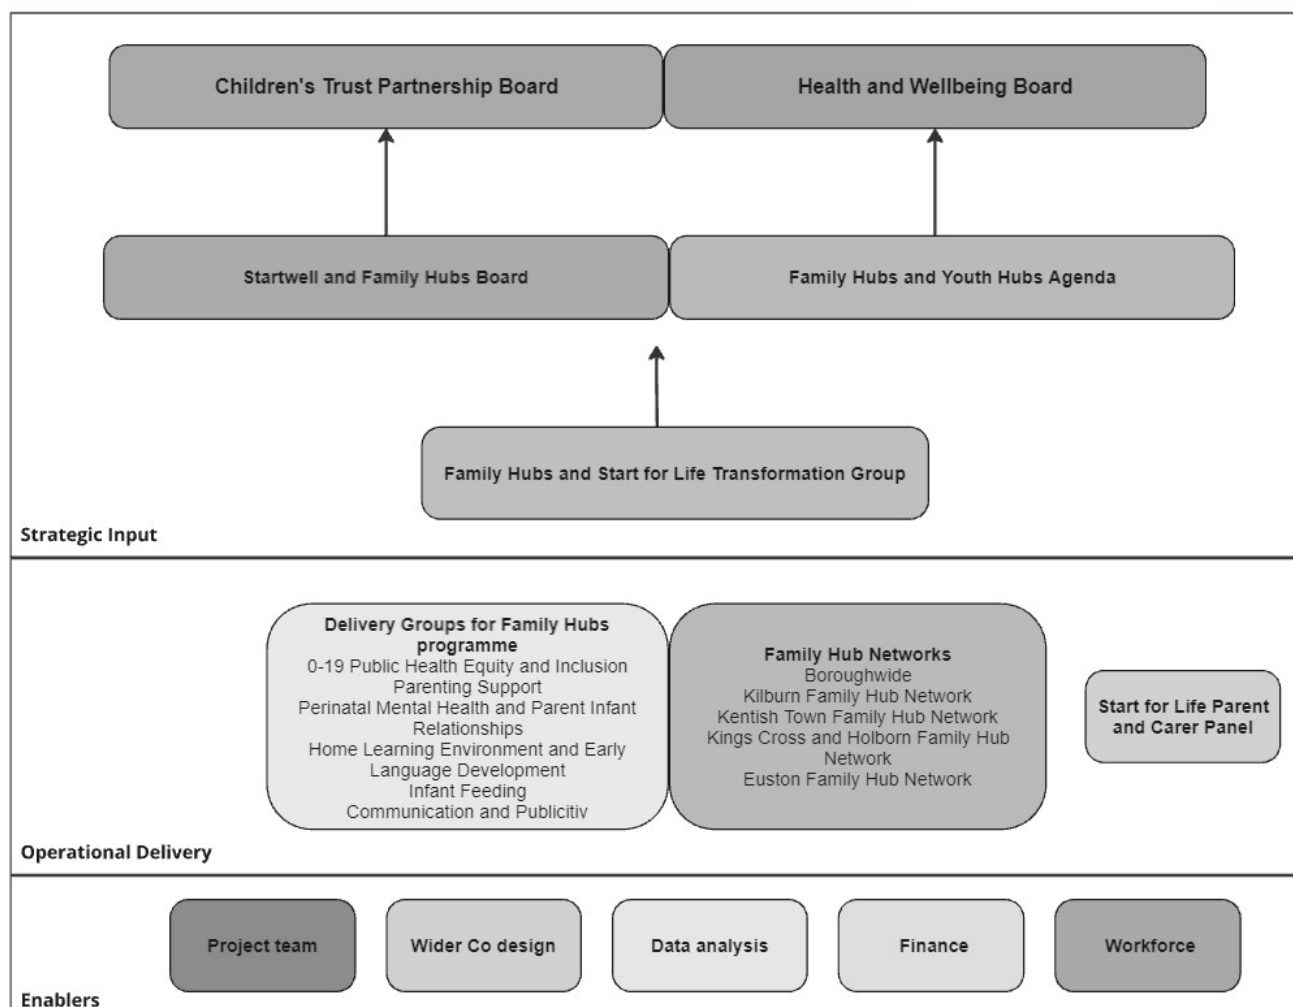 Children's Trust Partnership Board
Health and Wellbeing Board
Startwell and Family Hubs Board
Family Hubs and Youth Hubs Agenda
Family Hubs and Start for Life Transformation Group
Strategic Input
Delivery Groups for Family Hubs
programme
0-19 Public Health Equity and Inclusion
Parenting Support
Perinatal Mental Health and Parent Infant
Relationships
Home Learning Environment and Early
Language Development
Infant Feeding
Communication and Publicitiv
Family Hub Networks
Boroughwide
Kilburn Family Hub Network
Kentish Town Family Hub Network
Kings Cross and Holborn Family Hub
Network
Euston Family Hub Network
Start for Life Parent
and Carer Panel
Operational Delivery
Project team
Wider Co design
Data analysis
Finance
Workforce
Enablers